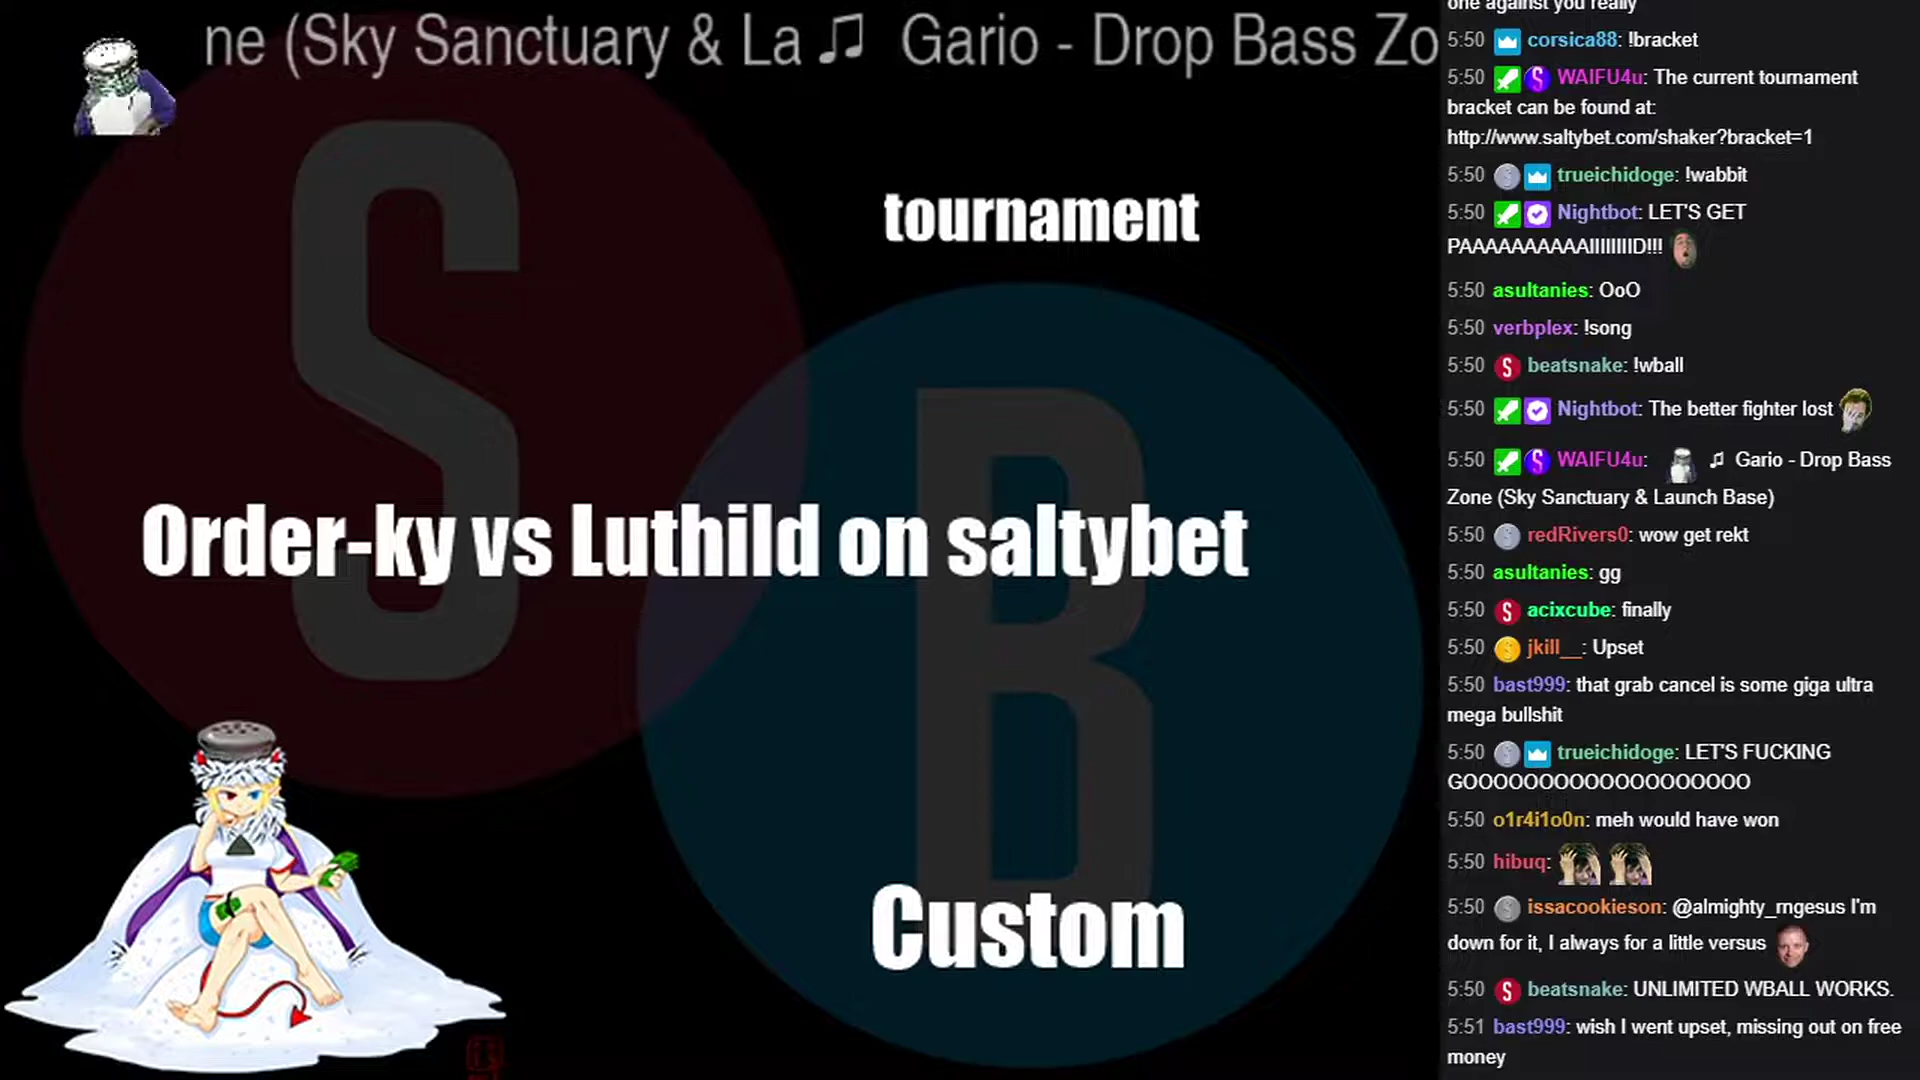 ne (Sky Sanctuary & La ♫ Gario - Drop Bass Zo
S
tournament
Order-ky vs Luthild on saltybet
B
Custom
one against you really
5:50 corsica88: !bracket
5:50 WAIFU4u: The current tournament
bracket can be found at:
http://www.saltybet.com/shaker?bracket=1
5:50 trueichidoge: !wabbit
5:50 Nightbot: LET'S GET
PAAAAAAAAAAIIIIIIIID!!!
5:50 asultanies: OoO
5:50 verbplex: !song
5:50 beatsnake: !wball
5:50 Nightbot: The better fighter lost
5:50 WAIFU4u: ♫ Gario - Drop Bass
Zone (Sky Sanctuary & Launch Base)
5:50 redRivers0: wow get rekt
5:50 asultanies: gg
5:50 acixcube: finally
5:50 jkill__: Upset
5:50 bast999: that grab cancel is some giga ultra
mega bullshit
5:50 trueichidoge: LET'S FUCKING
GOOOOOOOOOOOOOOOOOOO
5:50 o1r4i1o0n: meh would have won
5:50 hibuq:
5:50 issacookieson: @almighty_rngesus I'm
down for it, I always for a little versus
5:50 beatsnake: UNLIMITED WBALL WORKS.
5:51 bast999: wish I went upset, missing out on free
money